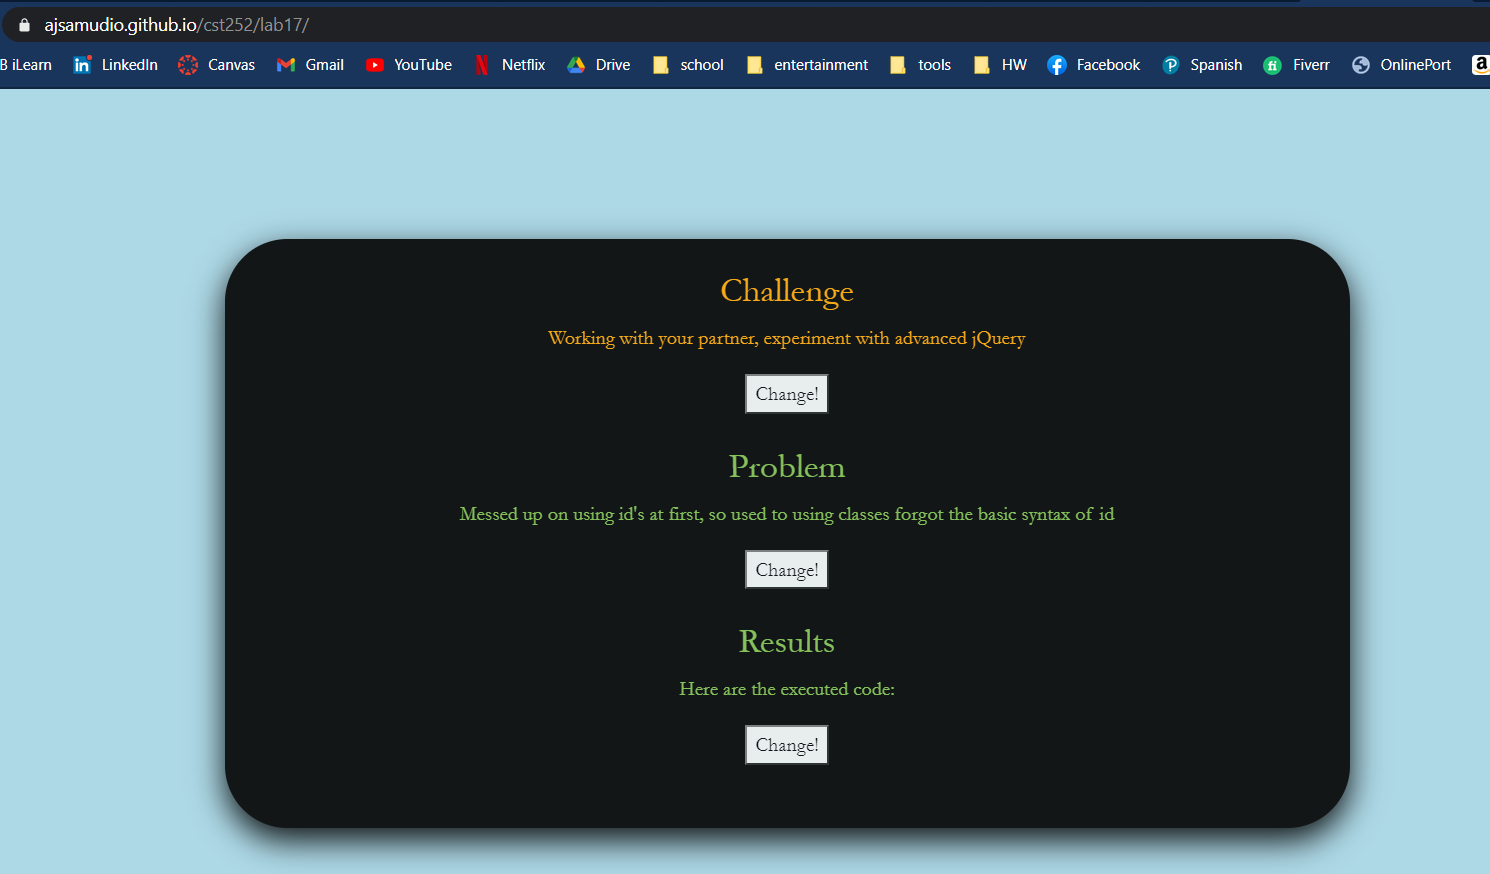 ajsamudio.github.io/cst252/lab17/
B iLearn LinkedIn Canvas Gmail YouTube Netflix Drive school entertainment tools HW Facebook Spanish Fiverr OnlinePort
Challenge
Working with your partner, experiment with advanced jQuery
Change!
Problem
Messed up on using id's at first, so used to using classes forgot the basic syntax of id
Change!
Results
Here are the executed code:
Change!